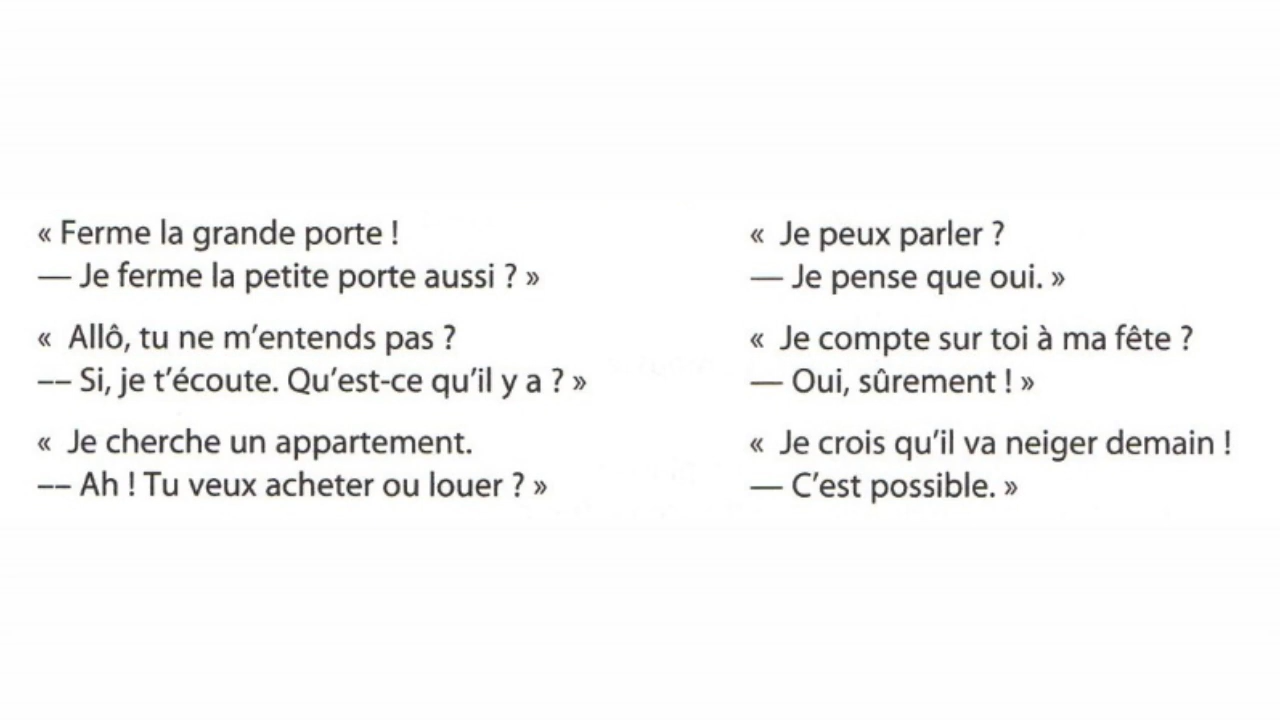 « Ferme la grande porte !
— Je ferme la petite porte aussi ? »
« Allô, tu ne m’entends pas ?
–– Si, je t’écoute. Qu’est-ce qu’il y a ? »
« Je cherche un appartement.
–– Ah ! Tu veux acheter ou louer ? »
« Je peux parler ?
— Je pense que oui. »
« Je compte sur toi à ma fête ?
— Oui, sûrement ! »
« Je crois qu’il va neiger demain !
— C’est possible. »